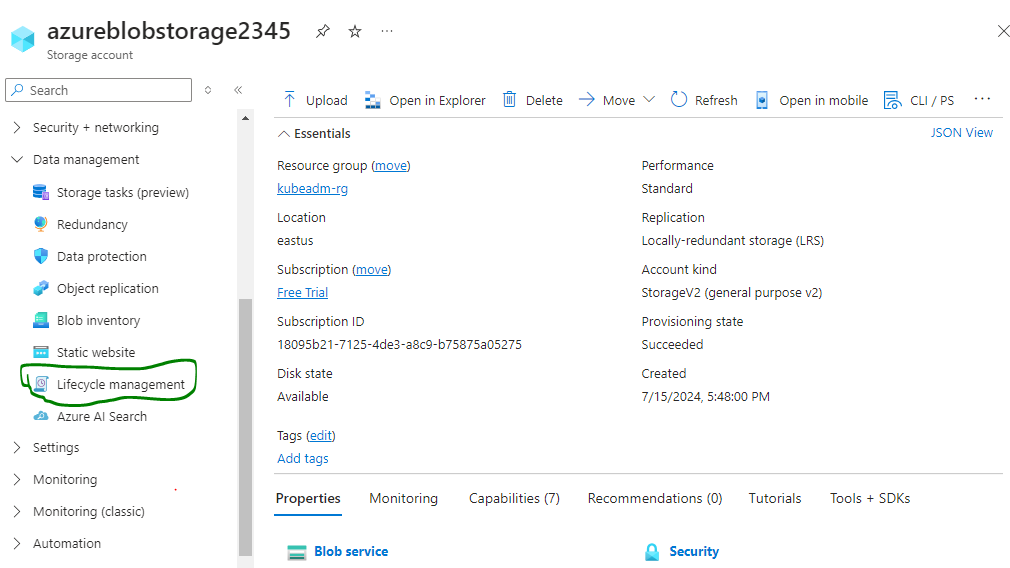 azureblobstorage2345
Storage account
Search
Security + networking
Data management
Storage tasks (preview)
Redundancy
Data protection
Object replication
Blob inventory
Static website
Lifecycle management
Azure AI Search
Settings
Monitoring
Monitoring (classic)
Automation
Upload Open in Explorer Delete Move Refresh Open in mobile CLI / PS
Essentials JSON View
Resource group (move)
kubeadm-rg
Location
eastus
Subscription (move)
Free Trial
Subscription ID
18095b21-7125-4de3-a8c9-b75875a05275
Disk state
Available
Performance
Standard
Replication
Locally-redundant storage (LRS)
Account kind
StorageV2 (general purpose v2)
Provisioning state
Succeeded
Created
7/15/2024, 5:48:00 PM
Tags (edit)
Add tags
Properties Monitoring Capabilities (7) Recommendations (0) Tutorials Tools + SDKs
Blob service Security